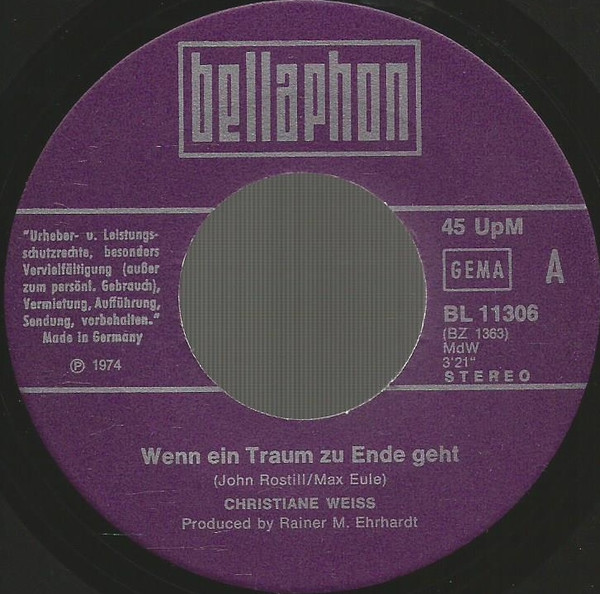 bellaphon
"Urheber- u. Leistungs-
schutzrechte, besonders
Vervielfältigung (außer
zum persönl. Gebrauch),
Vermietung, Aufführung,
Sendung, vorbehalten."
Made in Germany
℗ 1974
45 UpM
GEMA A
BL 11306
(BZ 1363)
MdW
3'21"
STEREO
Wenn ein Traum zu Ende geht
(John Rostill/Max Eule)
CHRISTIANE WEISS
Produced by Rainer M. Ehrhardt